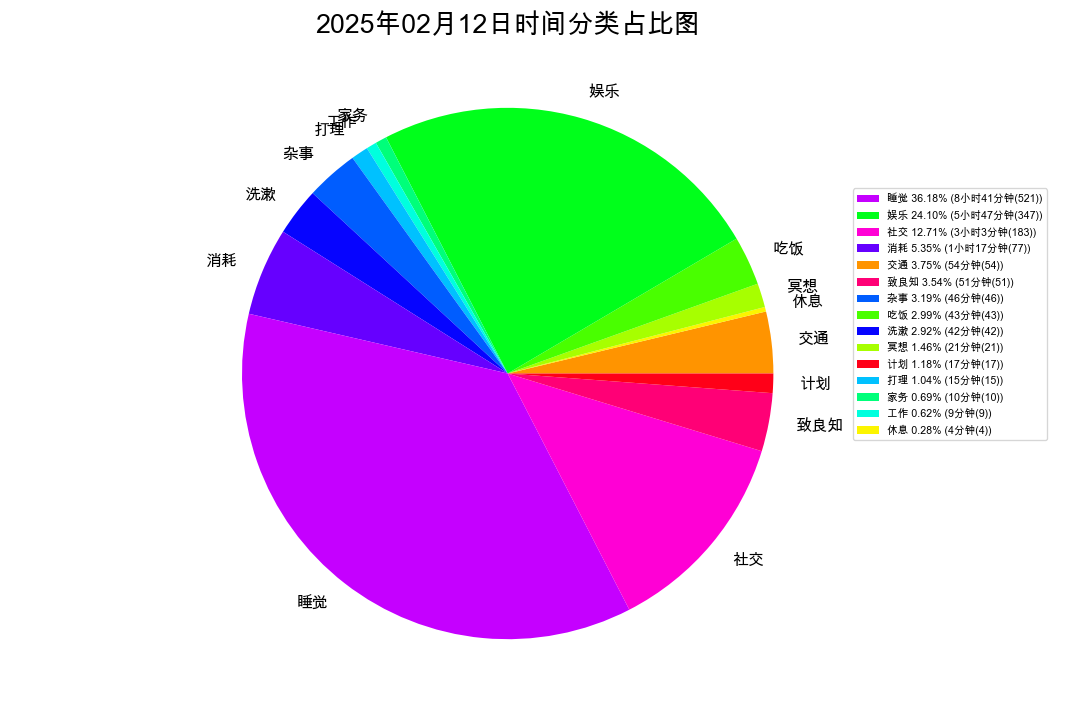 2025年02月12日时间分类占比图
娱乐
家务
工作
打理
杂事
洗漱
消耗
睡觉
吃饭
冥想
休息
交通
计划
致良知
社交
睡觉 36.18% (8小时41分钟(521))
娱乐 24.10% (5小时47分钟(347))
社交 12.71% (3小时3分钟(183))
消耗 5.35% (1小时17分钟(77))
交通 3.75% (54分钟(54))
致良知 3.54% (51分钟(51))
杂事 3.19% (46分钟(46))
吃饭 2.99% (43分钟(43))
洗漱 2.92% (42分钟(42))
冥想 1.46% (21分钟(21))
计划 1.18% (17分钟(17))
打理 1.04% (15分钟(15))
家务 0.69% (10分钟(10))
工作 0.62% (9分钟(9))
休息 0.28% (4分钟(4))